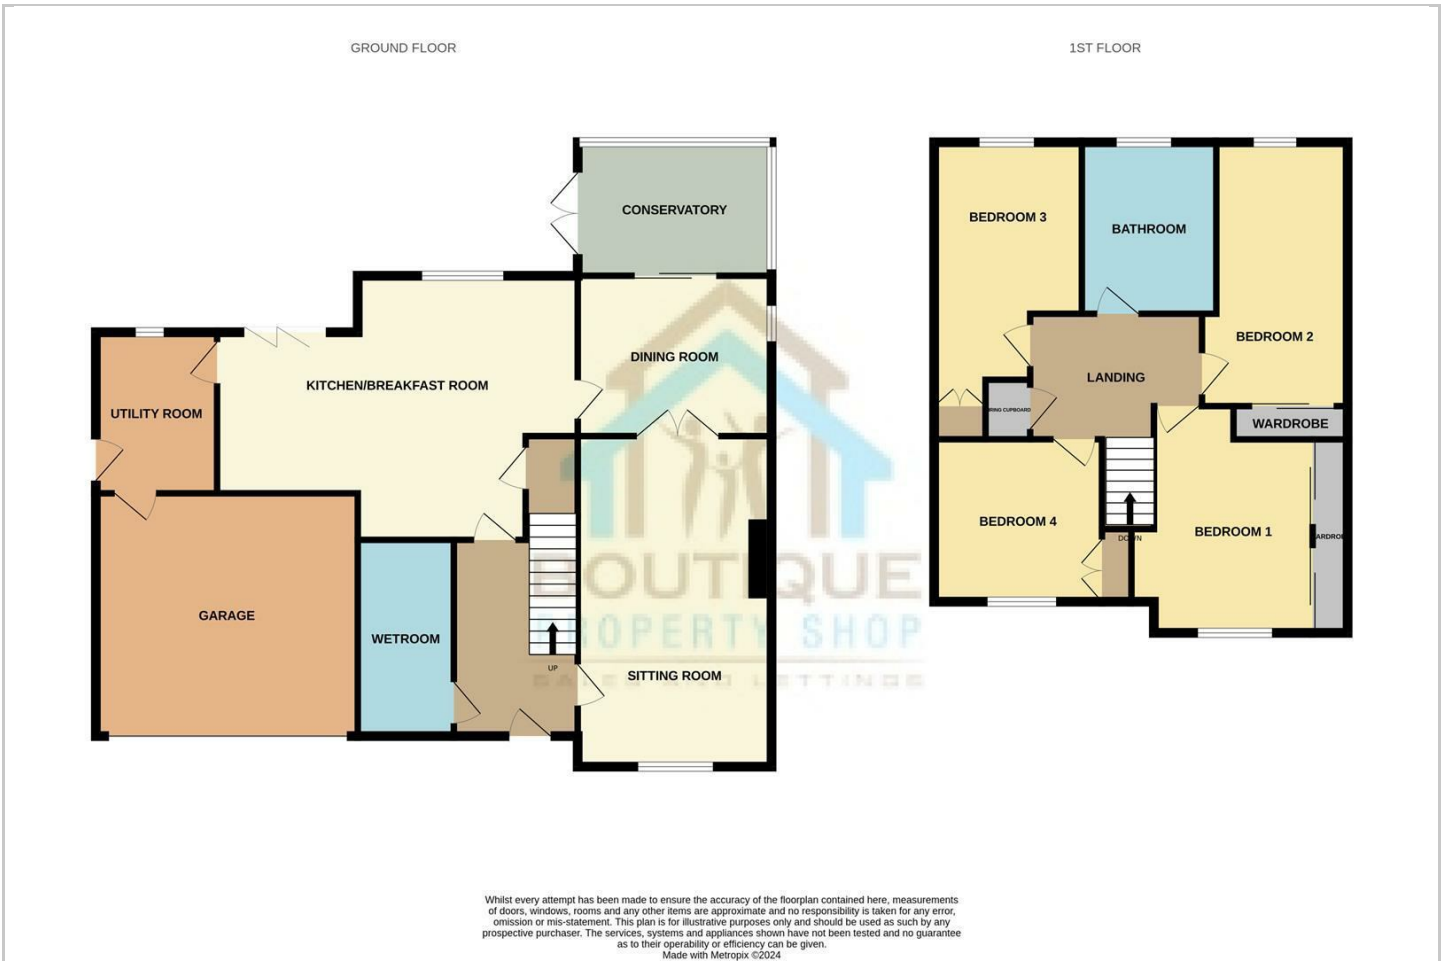 GROUND FLOOR
1ST FLOOR
CONSERVATORY
BEDROOM 3
BATHROOM
BEDROOM 2
DINING ROOM
KITCHEN/BREAKFAST ROOM
LANDING
UTILITY ROOM
WARDROBE
BEDROOM 4
BEDROOM 1
DOWN
BOUTIQUE
PROPERTY SHOP
SALES AND LETTINGS
GARAGE
WETROOM
UP
SITTING ROOM
Whilst every attempt has been made to ensure the accuracy of the floorplan contained here, measurements
of doors, windows, rooms and any other items are approximate and no responsibility is taken for any error,
omission or mis-statement. This plan is for illustrative purposes only and should be used as such by any
prospective purchaser. The services, systems and appliances shown have not been tested and no guarantee
as to their operability or efficiency can be given.
Made with Metropix ©2024